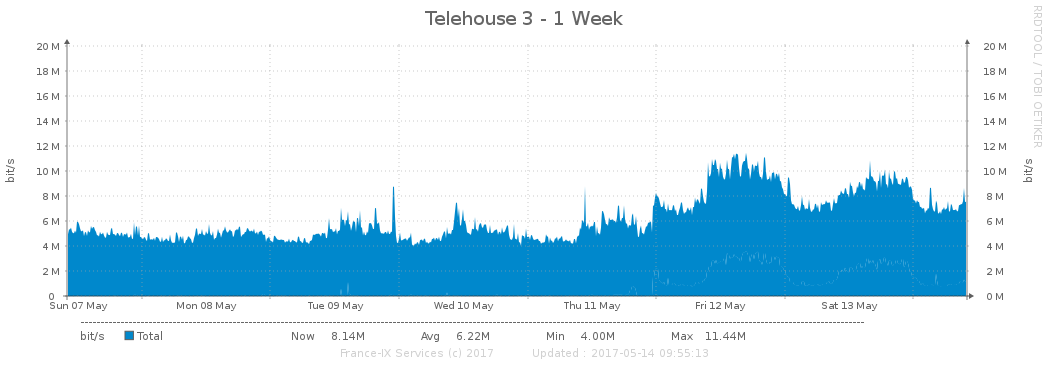 Telehouse 3 - 1 Week
RRDTOOL / TOBI OETIKER
bit/s
bit/s
20 M 20 M
18 M 18 M
16 M 16 M
14 M 14 M
12 M 12 M
10 M 10 M
8 M 8 M
6 M 6 M
4 M 4 M
2 M 2 M
0 0 M
Sun 07 May Mon 08 May Tue 09 May Wed 10 May Thu 11 May Fri 12 May Sat 13 May
bit/s Total Now 8.14M Avg 6.22M Min 4.00M Max 11.44M
France-IX Services (c) 2017 Updated : 2017-05-14 09:55:13